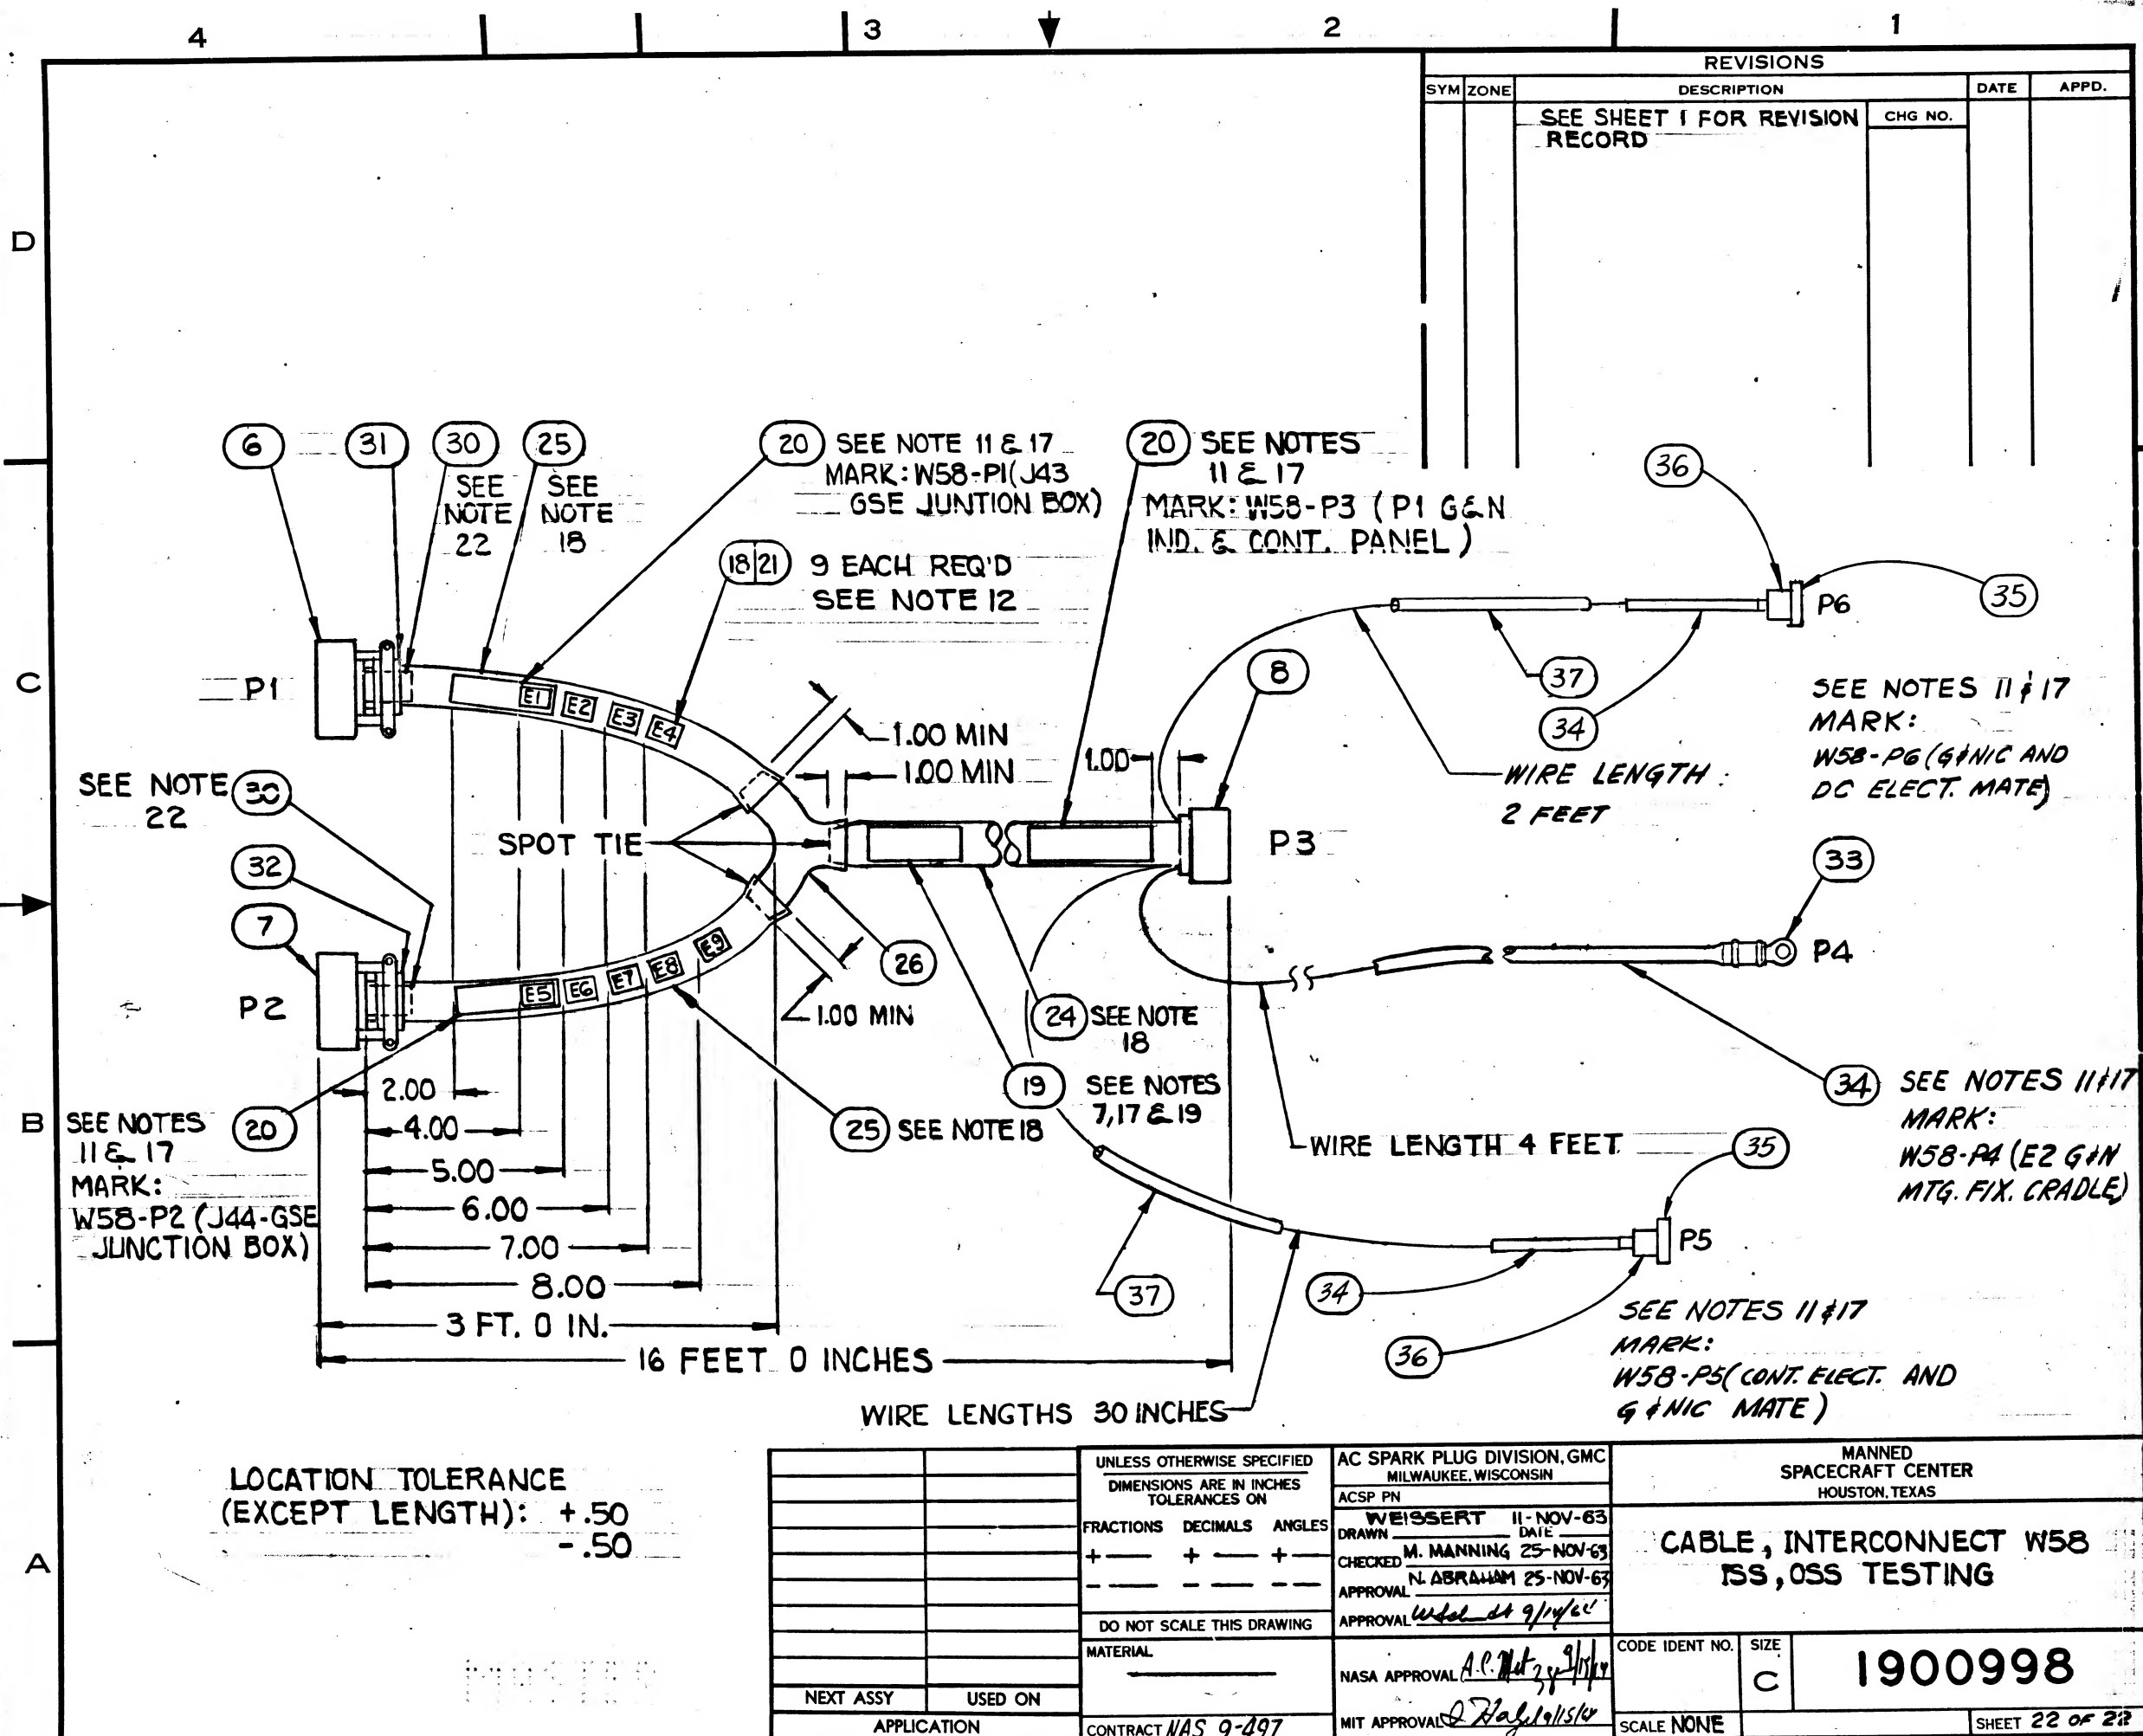 4
3
2
1
REVISIONS
SYM ZONE DESCRIPTION DATE APPD.
SEE SHEET 1 FOR REVISION RECORD
CHG NO.
D
C
B
A
6
31
30
SEE NOTE 22
25
SEE NOTE 18
20 SEE NOTE 11 & 17
MARK: W58-P1(J43
GSE JUNTION BOX)
20 SEE NOTES
11 & 17
MARK: W58-P3 (P1 G&N
IND. & CONT. PANEL)
18|21 9 EACH REQ'D
SEE NOTE 12
36
35
P6
37
34
WIRE LENGTH:
2 FEET
SEE NOTES 11 & 17
MARK:
W58-P6 (G&NIC AND
DC ELECT. MATE)
P1
E1 E2 E3 E4
1.00 MIN
1.00 MIN
1.00
8
P3
SEE NOTE 30
22
SPOT TIE
32
7
P2
E5 E6 E7 E8 E9
26
1.00 MIN
24 SEE NOTE
18
19 SEE NOTES
7,17 & 19
25 SEE NOTE 18
33
P4
34 SEE NOTES 11 & 17
MARK:
W58-P4 (E2 G&N
MTG. FIX. CRADLE)
WIRE LENGTH 4 FEET
SEE NOTES 20
11 & 17
MARK:
W58-P2 (J44-GSE
JUNCTION BOX)
2.00
4.00
5.00
6.00
7.00
8.00
3 FT. 0 IN.
16 FEET 0 INCHES
35
P5
37
34
36
SEE NOTES 11 & 17
MARK:
W58-P5(CONT. ELECT. AND
G & NIC MATE)
WIRE LENGTHS 30 INCHES
LOCATION TOLERANCE
(EXCEPT LENGTH): +.50
-.50
NEXT ASSY USED ON
APPLICATION
UNLESS OTHERWISE SPECIFIED
DIMENSIONS ARE IN INCHES
TOLERANCES ON
FRACTIONS DECIMALS ANGLES
+ + +
- - -
DO NOT SCALE THIS DRAWING
MATERIAL
CONTRACT NAS 9-497
AC SPARK PLUG DIVISION, GMC
MILWAUKEE, WISCONSIN
ACSP PN
DRAWN WEISSERT DATE 11-NOV-63
CHECKED M. MANNING 25-NOV-63
APPROVAL N. ABRAHAM 25-NOV-63
APPROVAL
NASA APPROVAL
MIT APPROVAL
MANNED
SPACECRAFT CENTER
HOUSTON, TEXAS
CABLE, INTERCONNECT W58
ISS, OSS TESTING
CODE IDENT NO.
SIZE
C
1900998
SCALE NONE
SHEET 22 OF 22